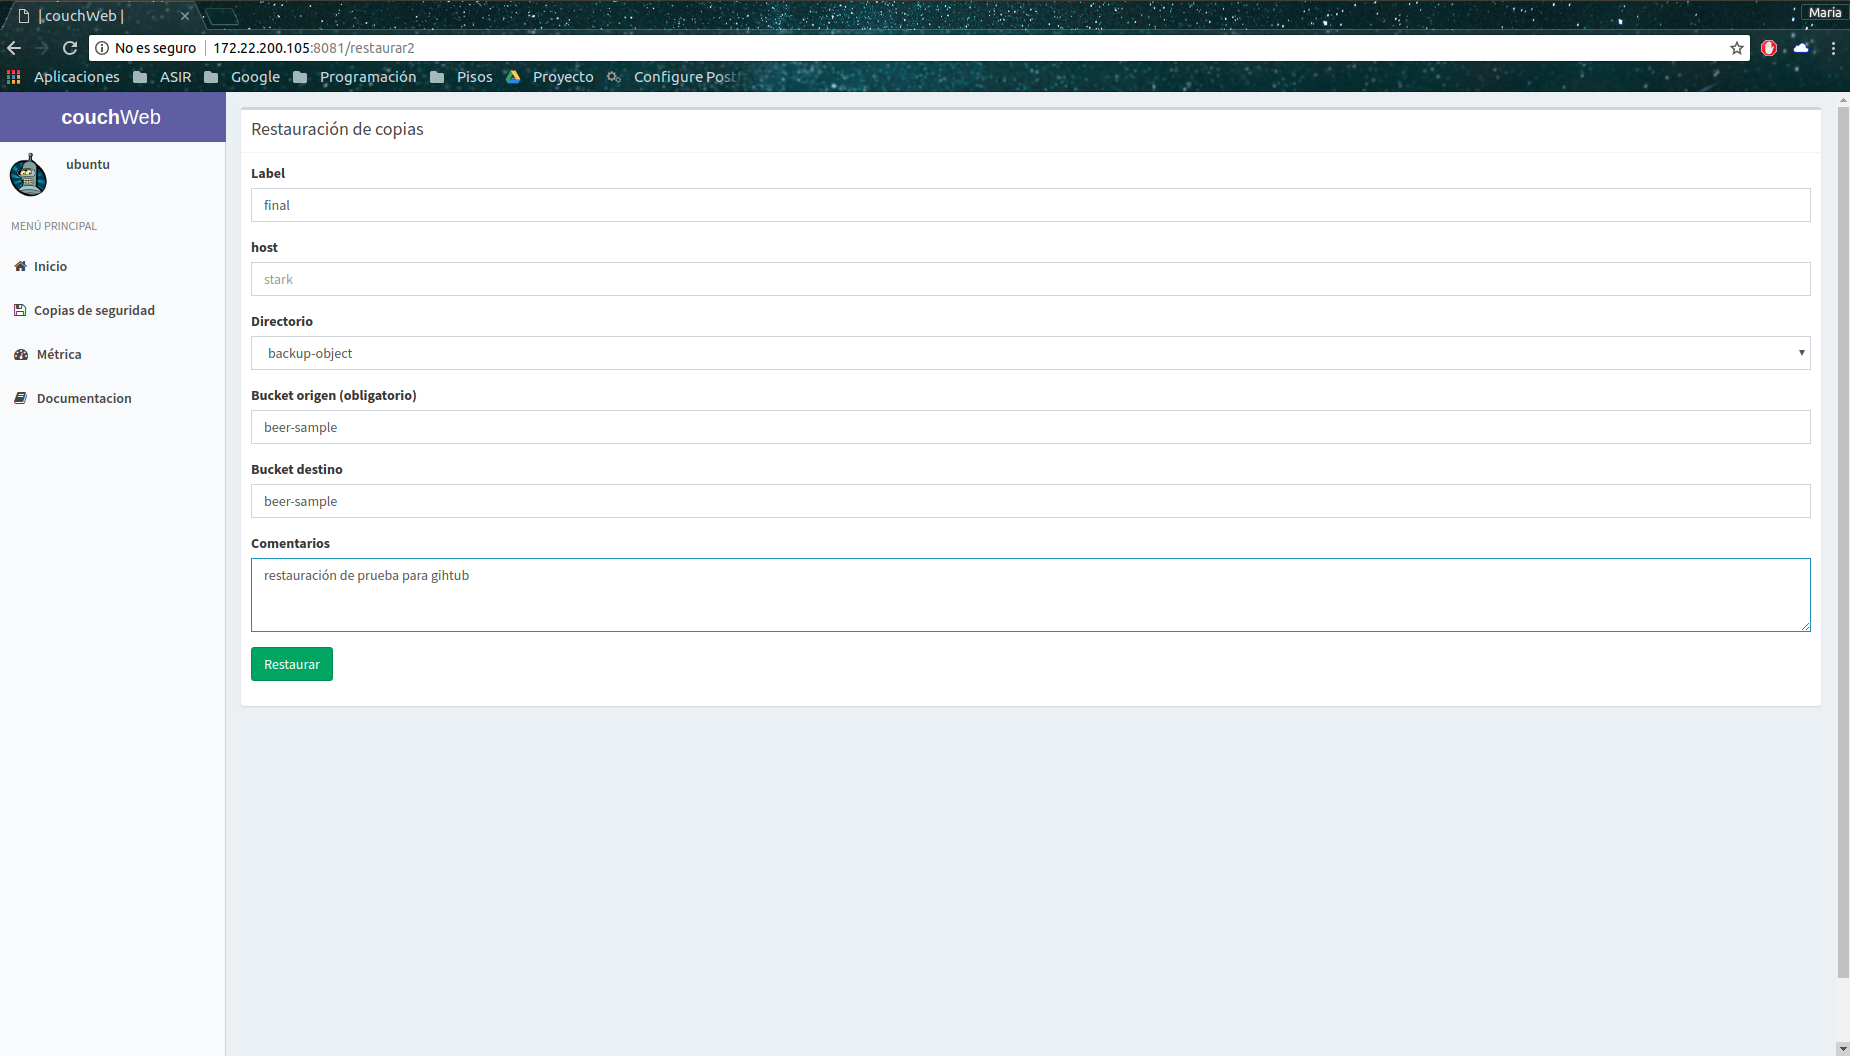 | couchWeb |
Maria
No es seguro
172.22.200.105:8081/restaurar2
Aplicaciones
ASIR
Google
Programación
Pisos
Proyecto
Configure Postf
couchWeb
ubuntu
MENÚ PRINCIPAL
Inicio
Copias de seguridad
Métrica
Documentacion
Restauración de copias
Label
final
host
stark
Directorio
backup-object
Bucket origen (obligatorio)
beer-sample
Bucket destino
beer-sample
Comentarios
restauración de prueba para gihtub
Restaurar